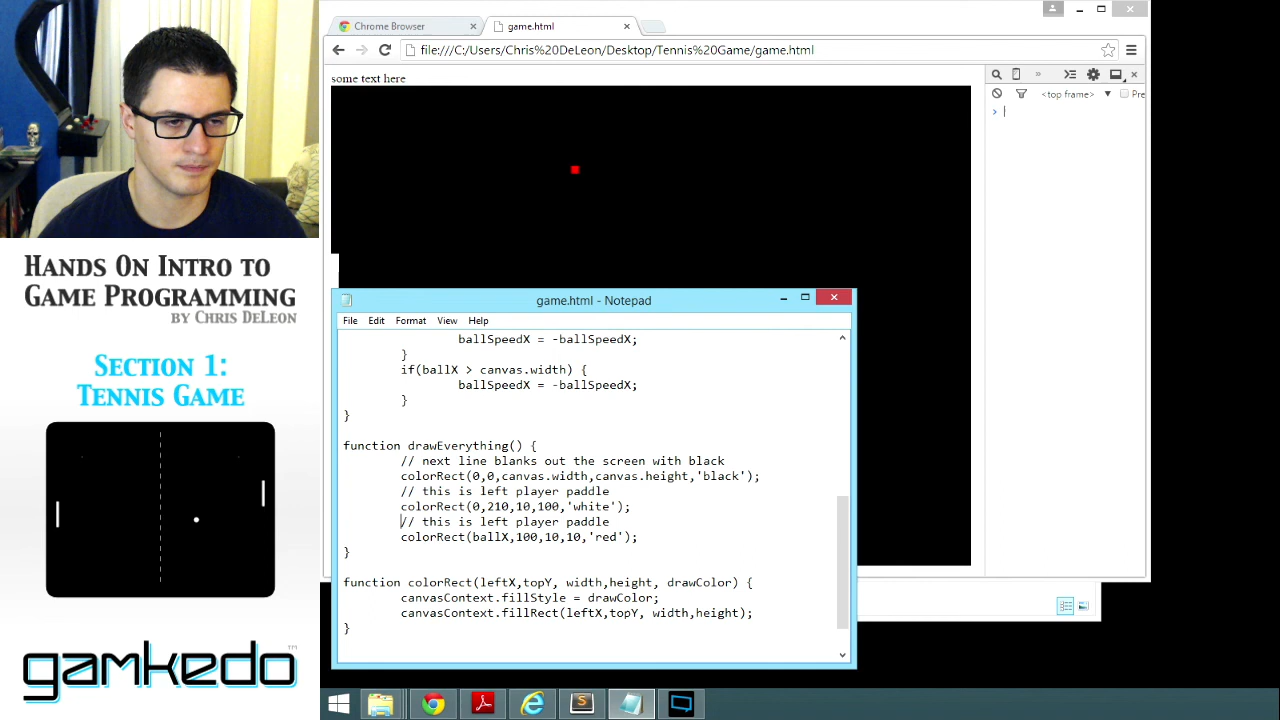 Chrome Browser
game.html
file:///C:/Users/Chris%20DeLeon/Desktop/Tennis%20Game/game.html
some text here
<top frame>
Pre
Hands On Intro to
Game Programming
by Chris DeLeon
Section 1:
Tennis Game
gamkedo™
game.html - Notepad
File Edit Format View Help
ballSpeedX = -ballSpeedX;
}
if(ballX > canvas.width) {
ballSpeedX = -ballSpeedX;
}
}
function drawEverything() {
// next line blanks out the screen with black
colorRect(0,0,canvas.width,canvas.height,'black');
// this is left player paddle
colorRect(0,210,10,100,'white');
// this is left player paddle
colorRect(ballX,100,10,10,'red');
}
function colorRect(leftX,topY, width,height, drawColor) {
canvasContext.fillStyle = drawColor;
canvasContext.fillRect(leftX,topY, width,height);
}